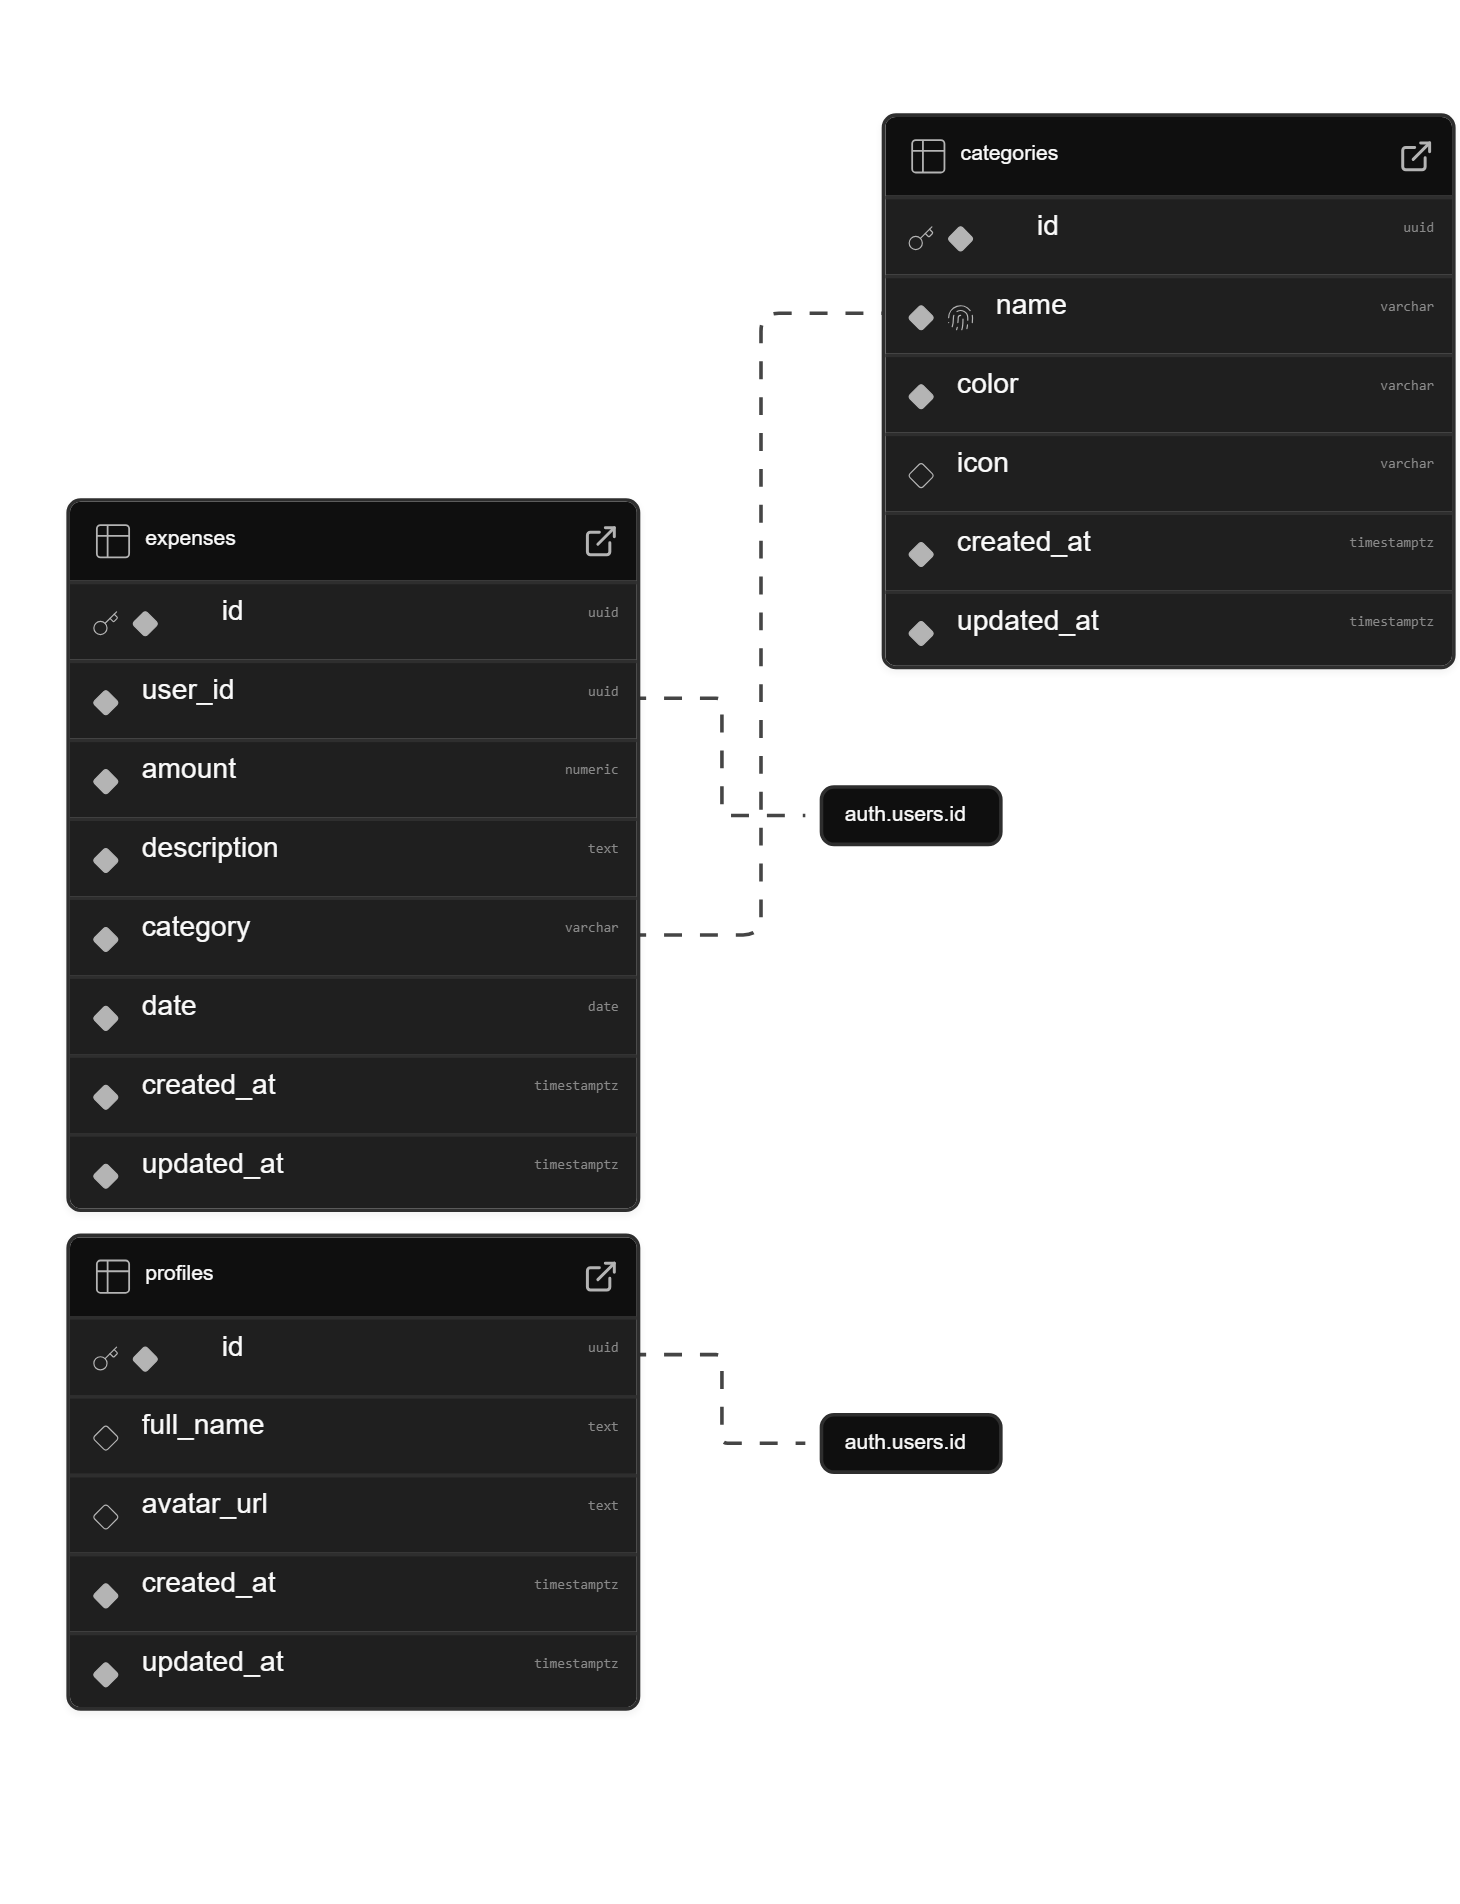 categories
id uuid
name varchar
color varchar
icon varchar
created_at timestamptz
updated_at timestamptz
expenses
id uuid
user_id uuid
amount numeric
description text
category varchar
date date
created_at timestamptz
updated_at timestamptz
auth.users.id
profiles
id uuid
full_name text
avatar_url text
created_at timestamptz
updated_at timestamptz
auth.users.id